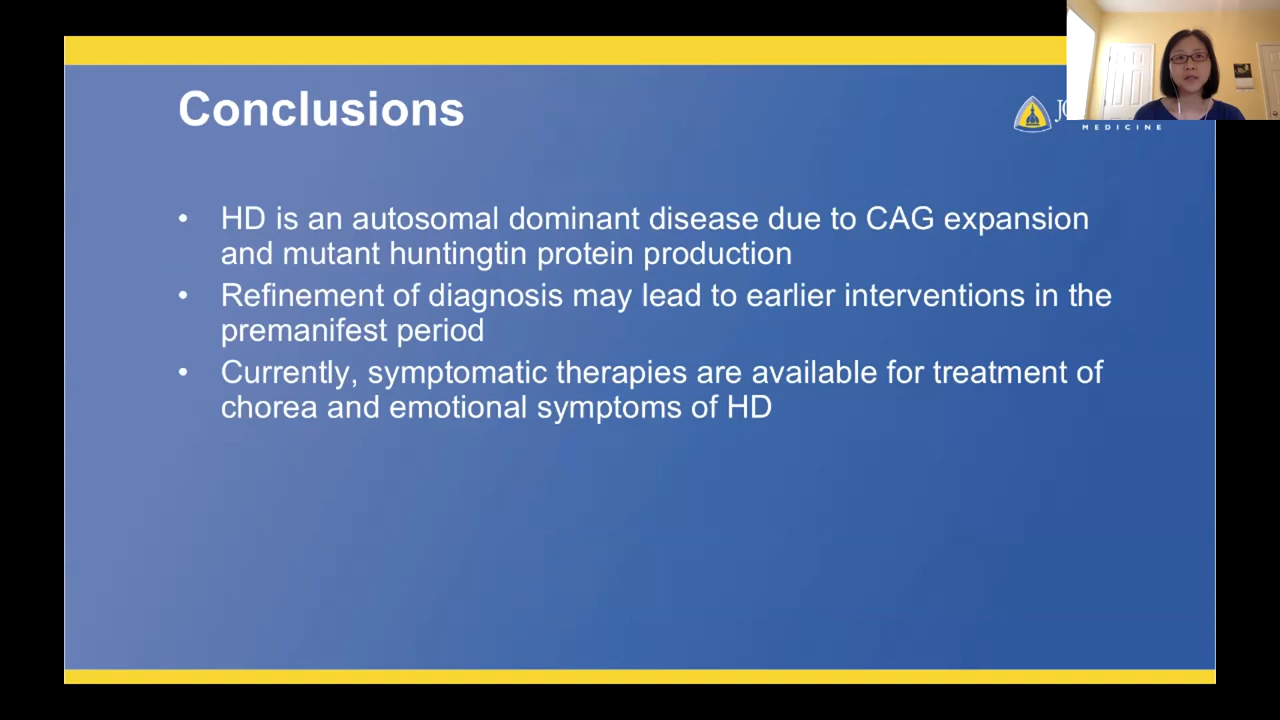 Conclusions
MEDICINE
• HD is an autosomal dominant disease due to CAG expansion
and mutant huntingtin protein production
• Refinement of diagnosis may lead to earlier interventions in the
premanifest period
• Currently, symptomatic therapies are available for treatment of
chorea and emotional symptoms of HD